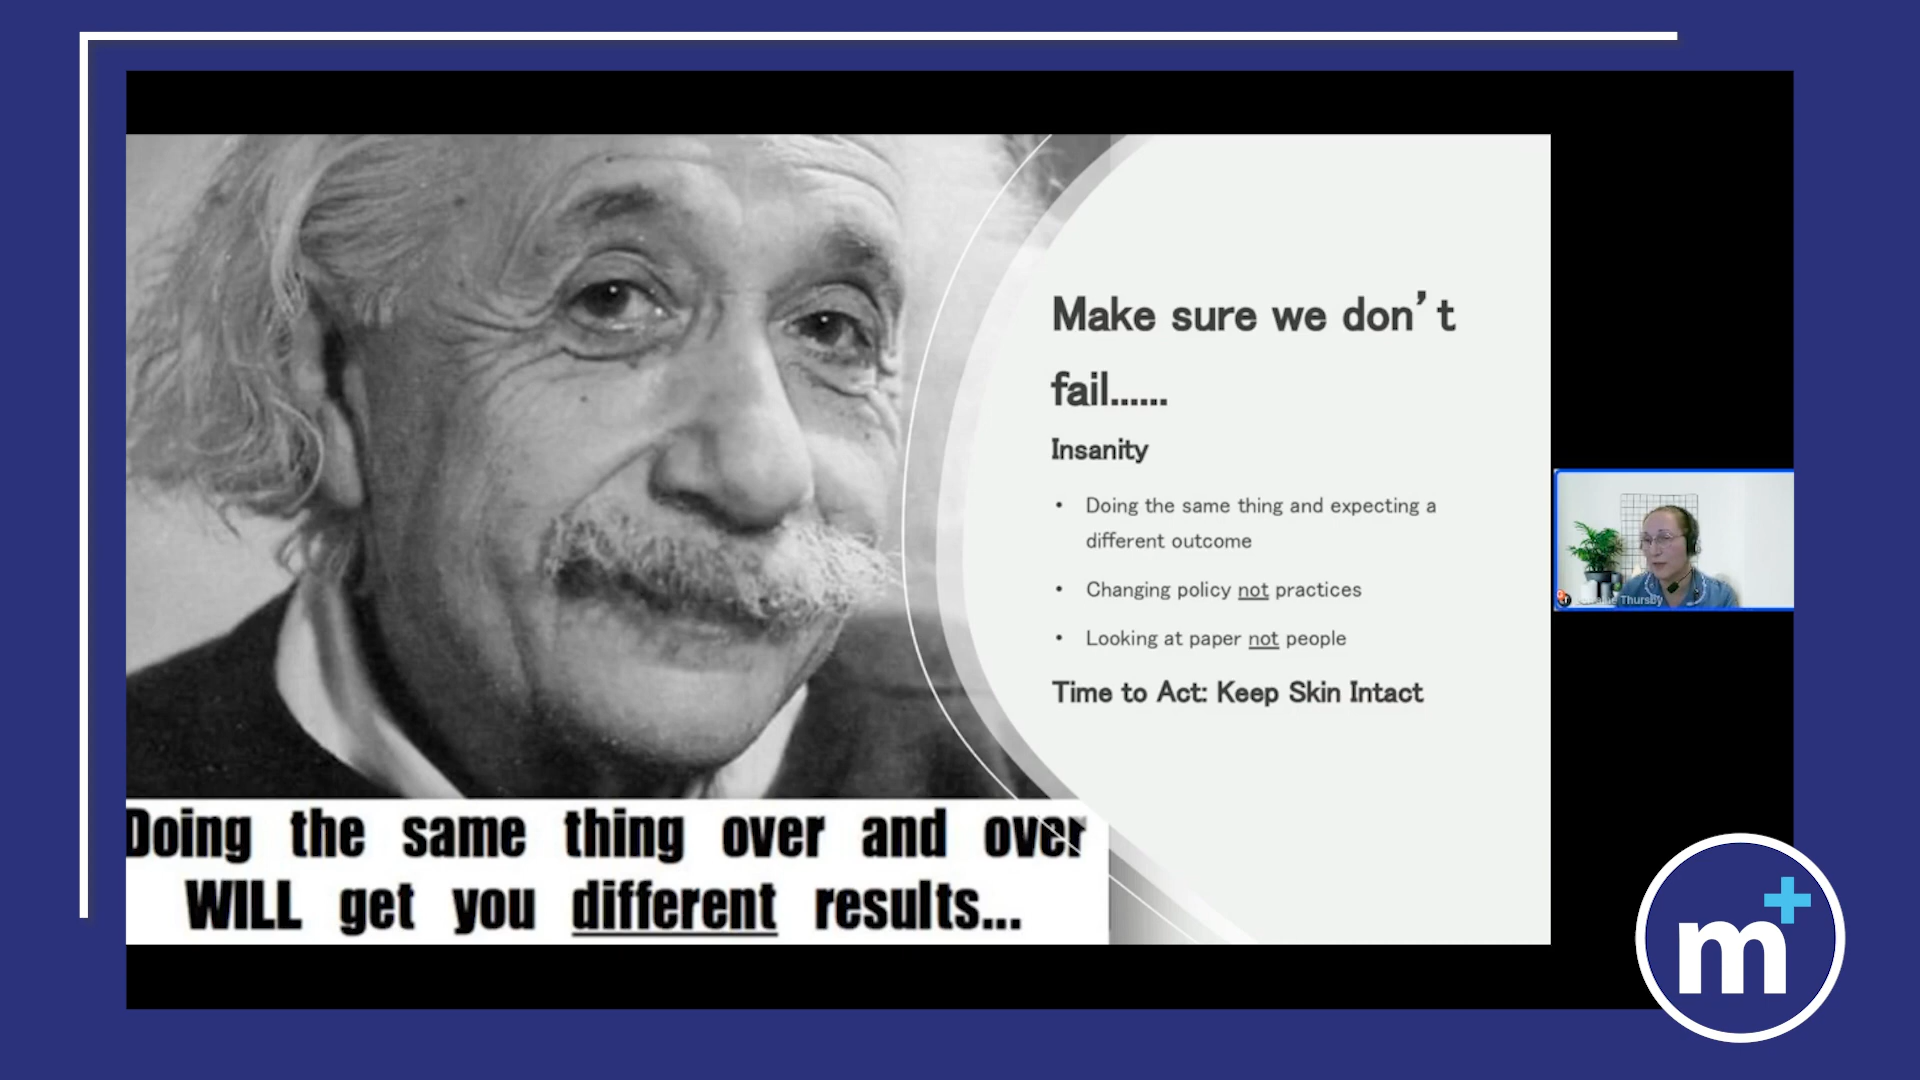 Make sure we don't
fail......
Insanity
• Doing the same thing and expecting a
different outcome
• Changing policy not practices
• Looking at paper not people
Time to Act: Keep Skin Intact
Doing the same thing over and over
WILL get you different results...
Thursby
m+